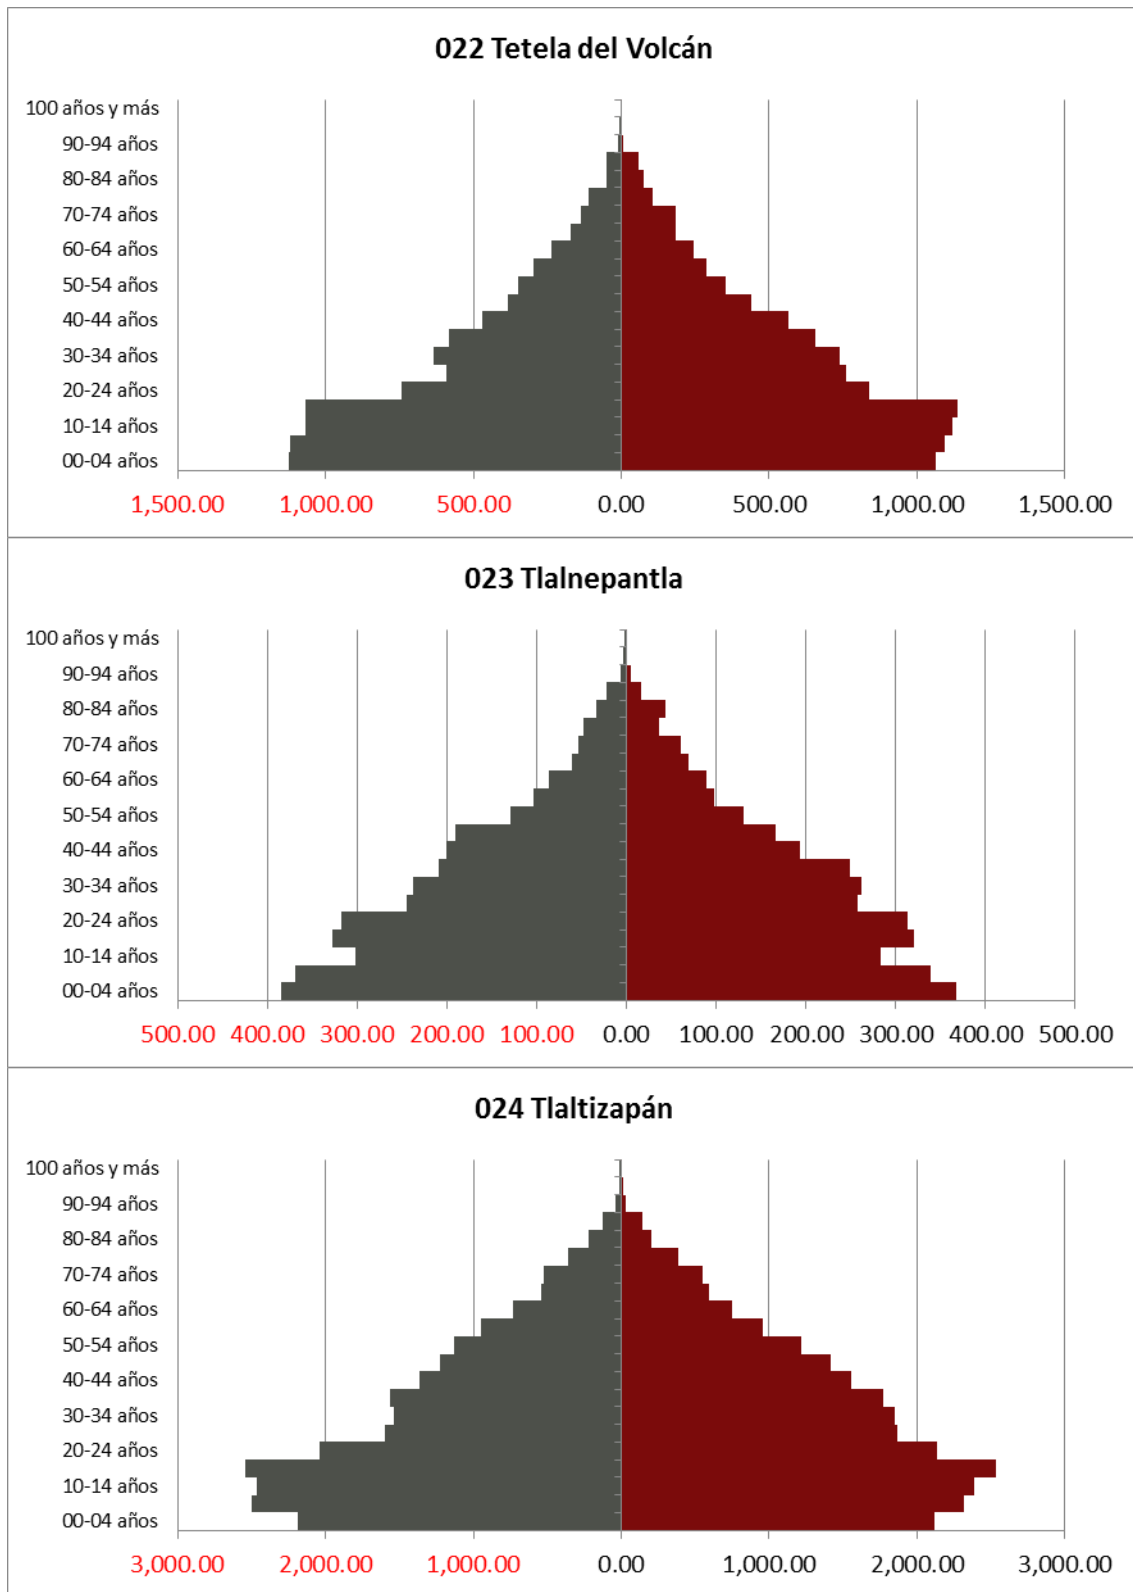 022 Tetela del Volcán
100 años y más
90-94 años
80-84 años
70-74 años
60-64 años
50-54 años
40-44 años
30-34 años
20-24 años
10-14 años
00-04 años
1,500.00 1,000.00 500.00 0.00 500.00 1,000.00 1,500.00
023 Tlalnepantla
100 años y más
90-94 años
80-84 años
70-74 años
60-64 años
50-54 años
40-44 años
30-34 años
20-24 años
10-14 años
00-04 años
500.00 400.00 300.00 200.00 100.00 0.00 100.00 200.00 300.00 400.00 500.00
024 Tlaltizapán
100 años y más
90-94 años
80-84 años
70-74 años
60-64 años
50-54 años
40-44 años
30-34 años
20-24 años
10-14 años
00-04 años
3,000.00 2,000.00 1,000.00 0.00 1,000.00 2,000.00 3,000.00